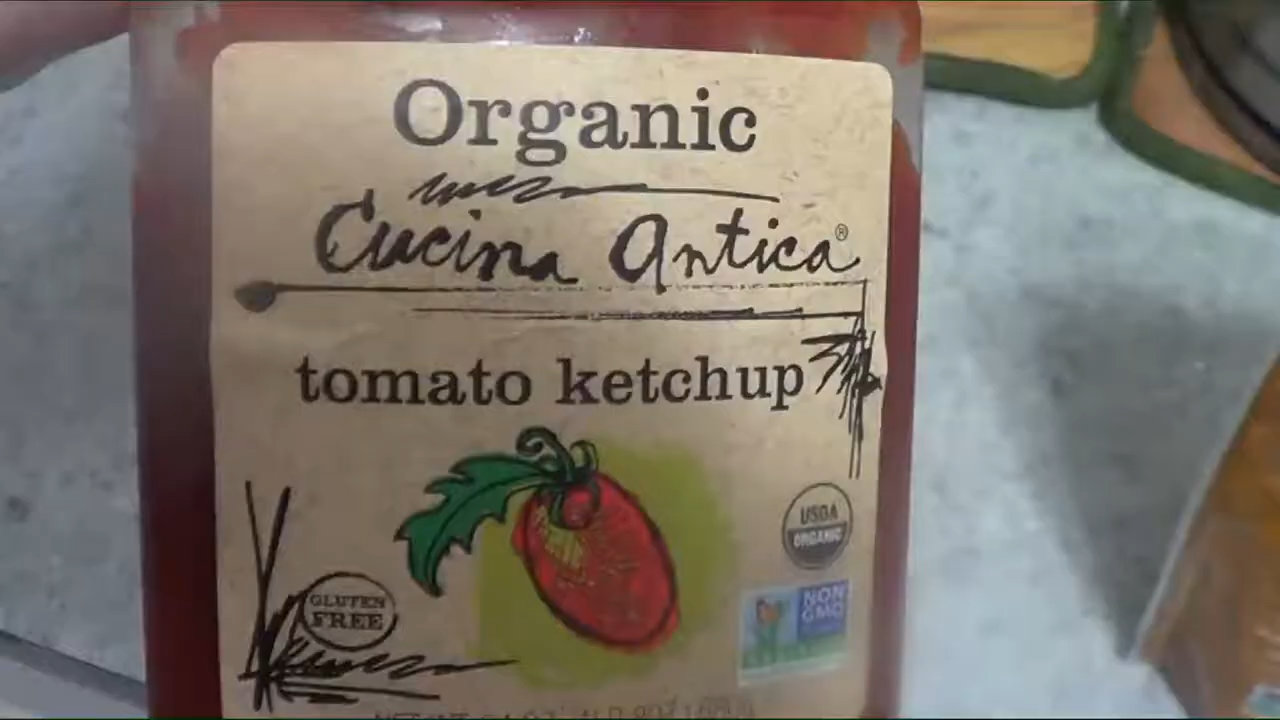 Organic
Cucina Antica®
tomato ketchup
USDA
ORGANIC
GLUTEN
FREE
NON
GMO